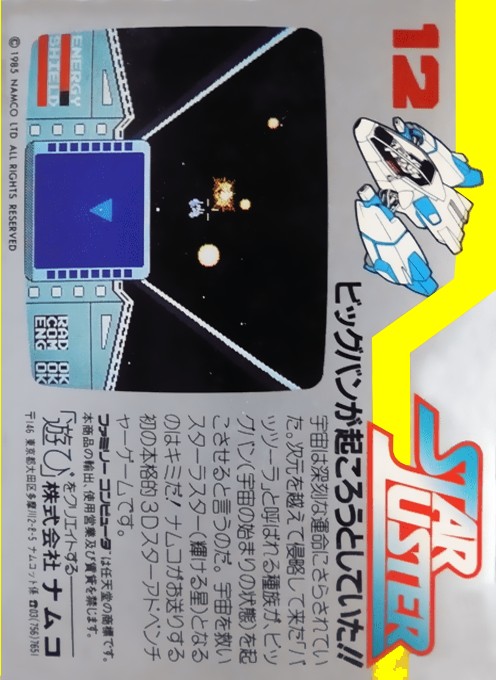 12
STAR
LUSTER
ビッグバンが起ころうとしていた!!
宇宙は深刻な運命にさらされてい
た。次元を越えて侵略して来た「バ
ッツーラ」と呼ばれる種族が、ビッ
グバン(宇宙の始まりの状態)を起
こさせると言うのだ。宇宙を救い
スターラスター(輝ける星)となる
のはキミだ!ナムコがお送りする
初の本格的3Dスターアドベンチ
ャーゲームです。
ファミリーコンピュータ™は任天堂の商標です。
本商品の輸出、使用営業及び賃貸を禁じます。
「遊び」をクリエイトする
株式会社 ナムコ
〒146 東京都大田区多摩川2-8-5 ナムコット係 ☎03(756)7651
ENERGY
SHIELD
RAD OK
CON OK
ENG OK
© 1985 NAMCO LTD ALL RIGHTS RESERVED